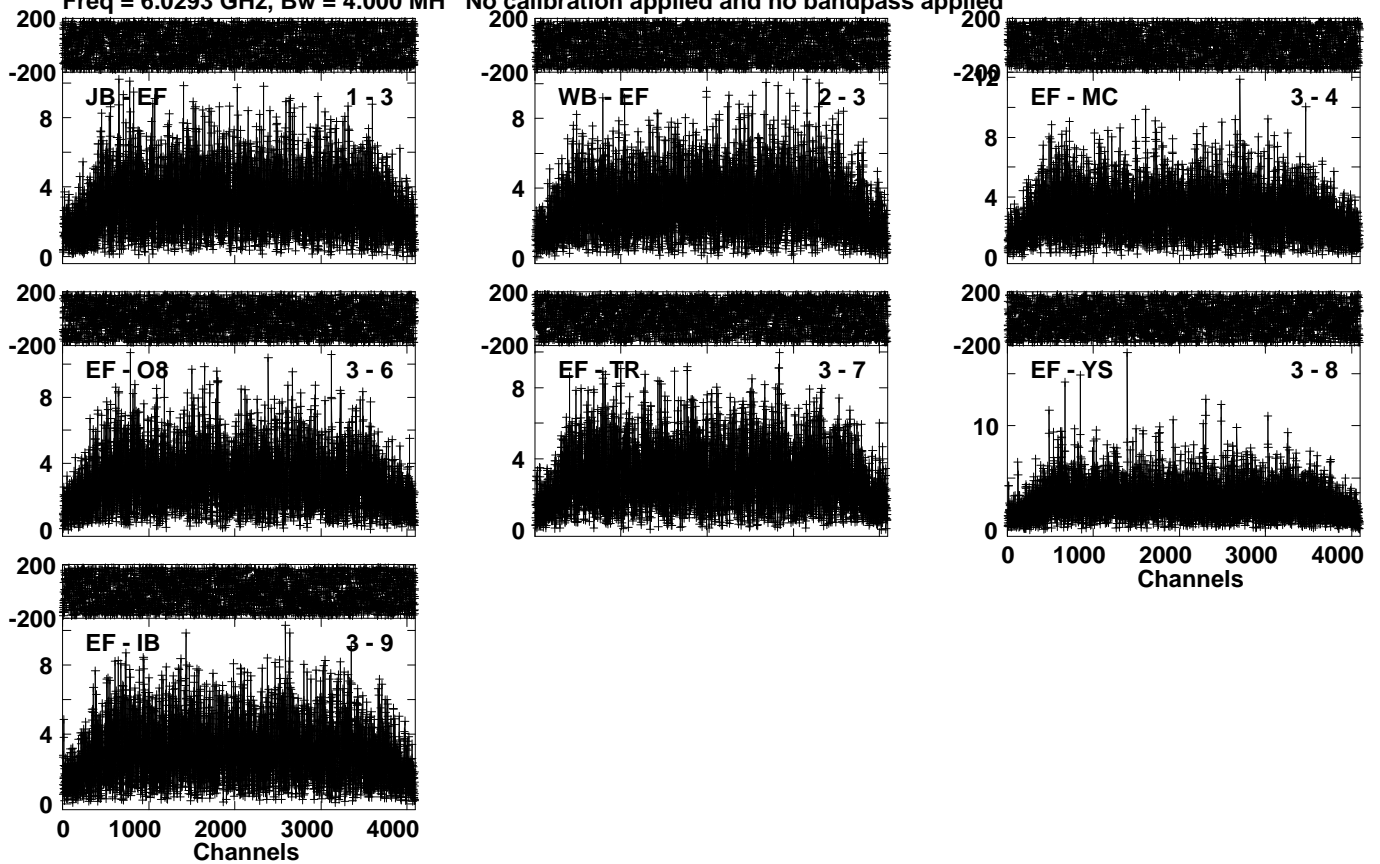 Freq = 6.0293 GHz, Bw = 4.000 MH   No calibration applied and no bandpass applied
200
-200
8
4
0
JB - EF
1 - 3
200
-200
8
4
0
WB - EF
2 - 3
200
-200
12
8
4
0
EF - MC
3 - 4
200
-200
8
4
0
EF - O8
3 - 6
200
-200
8
4
0
EF - TR
3 - 7
200
-200
10
0
EF - YS
3 - 8
0 1000 2000 3000 4000
Channels
200
-200
8
4
0
EF - IB
3 - 9
0 1000 2000 3000 4000
Channels